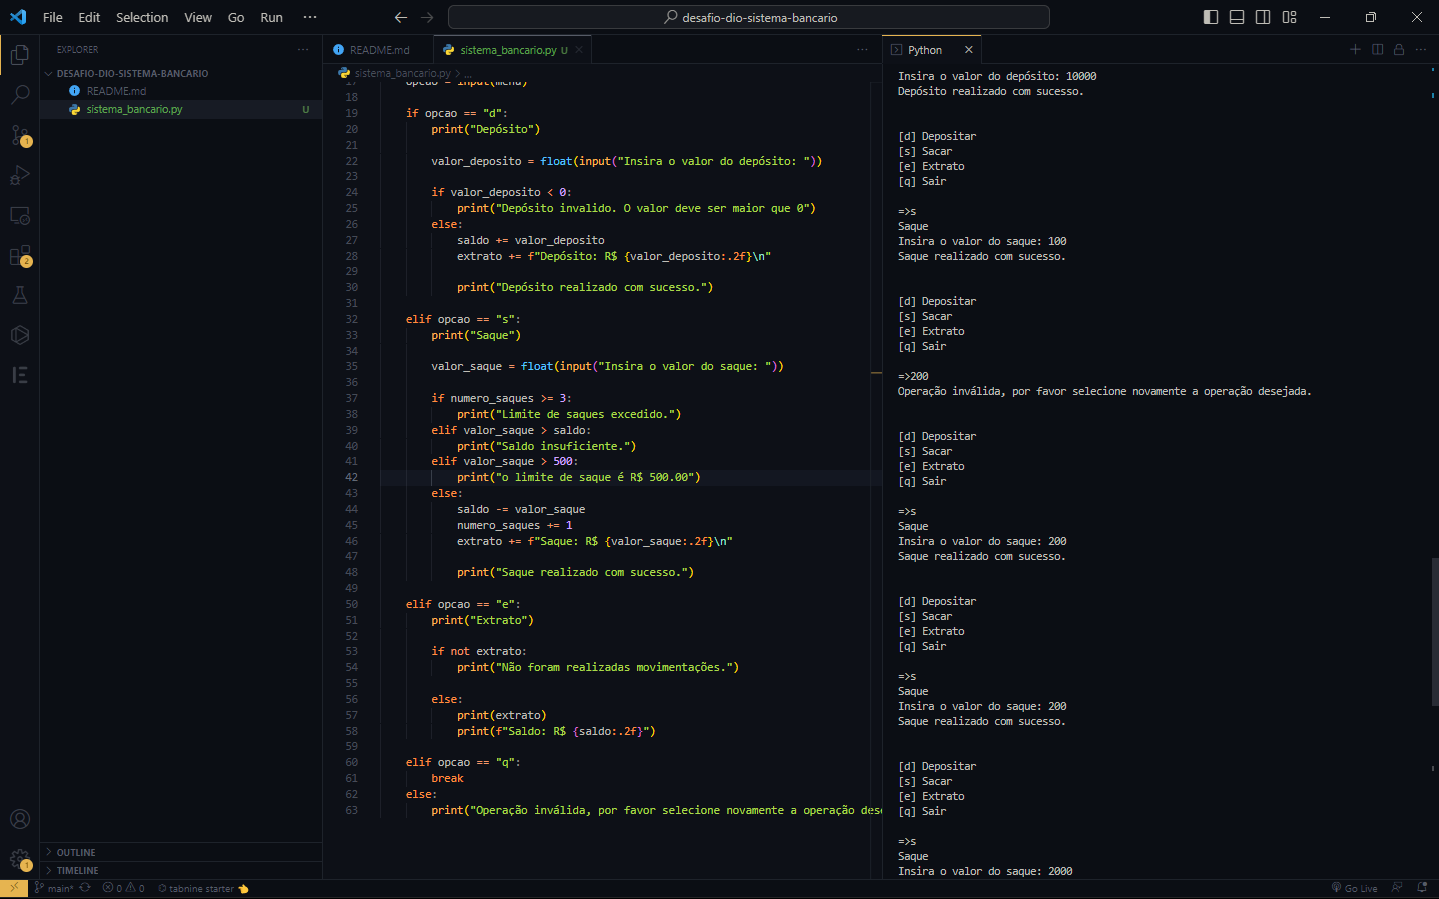 File Edit Selection View Go Run ···
desafio-dio-sistema-bancario
EXPLORER
DESAFIO-DIO-SISTEMA-BANCARIO
README.md
sistema_bancario.py U
OUTLINE
TIMELINE
README.md
sistema_bancario.py U
sistema_bancario.py > ...
17 opcao = input(menu)
18
19 if opcao == "d":
20 print("Depósito")
21
22 valor_deposito = float(input("Insira o valor do depósito: "))
23
24 if valor_deposito < 0:
25 print("Depósito invalido. O valor deve ser maior que 0")
26 else:
27 saldo += valor_deposito
28 extrato += f"Depósito: R$ {valor_deposito:.2f}\n"
29
30 print("Depósito realizado com sucesso.")
31
32 elif opcao == "s":
33 print("Saque")
34
35 valor_saque = float(input("Insira o valor do saque: "))
36
37 if numero_saques >= 3:
38 print("Limite de saques excedido.")
39 elif valor_saque > saldo:
40 print("Saldo insuficiente.")
41 elif valor_saque > 500:
42 print("o limite de saque é R$ 500.00")
43 else:
44 saldo -= valor_saque
45 numero_saques += 1
46 extrato += f"Saque: R$ {valor_saque:.2f}\n"
47
48 print("Saque realizado com sucesso.")
49
50 elif opcao == "e":
51 print("Extrato")
52
53 if not extrato:
54 print("Não foram realizadas movimentações.")
55
56 else:
57 print(extrato)
58 print(f"Saldo: R$ {saldo:.2f}")
59
60 elif opcao == "q":
61 break
62 else:
63 print("Operação inválida, por favor selecione novamente a operação dese
Python
Insira o valor do depósito: 10000
Depósito realizado com sucesso.
[d] Depositar
[s] Sacar
[e] Extrato
[q] Sair
=>s
Saque
Insira o valor do saque: 100
Saque realizado com sucesso.
[d] Depositar
[s] Sacar
[e] Extrato
[q] Sair
=>200
Operação inválida, por favor selecione novamente a operação desejada.
[d] Depositar
[s] Sacar
[e] Extrato
[q] Sair
=>s
Saque
Insira o valor do saque: 200
Saque realizado com sucesso.
[d] Depositar
[s] Sacar
[e] Extrato
[q] Sair
=>s
Saque
Insira o valor do saque: 200
Saque realizado com sucesso.
[d] Depositar
[s] Sacar
[e] Extrato
[q] Sair
=>s
Saque
Insira o valor do saque: 2000
1
2
1
main* 0 0 tabnine starter Go Live